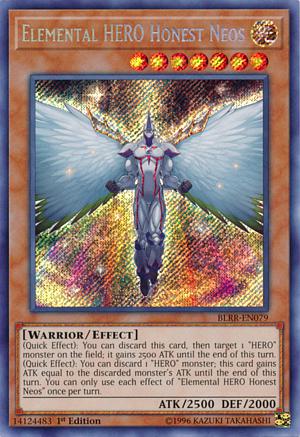 Elemental HERO Honest Neos
BLRR-EN079
[Warrior/Effect]
(Quick Effect): You can discard this card, then target 1 "HERO"
monster on the field; it gains 2500 ATK until the end of this turn.
(Quick Effect): You can discard 1 "HERO" monster; this card gains
ATK equal to the discarded monster's ATK until the end of this
turn. You can only use each effect of "Elemental HERO Honest
Neos" once per turn.
ATK/2500 DEF/2000
14124483 1st Edition ©1996 KAZUKI TAKAHASHI